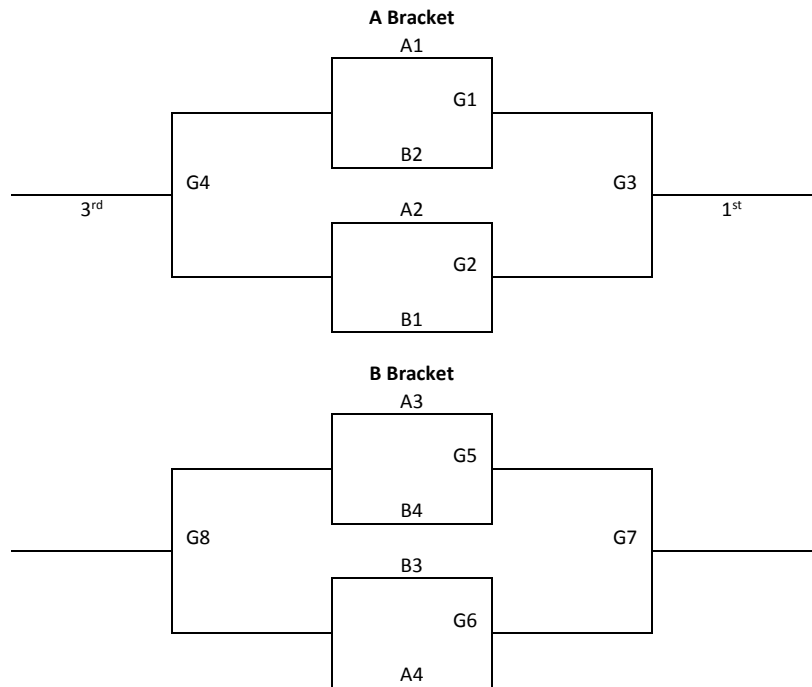 A Bracket
A1
G1
B2
G4
G3
3rd
A2
1st
G2
B1
B Bracket
A3
G5
B4
G8
G7
B3
G6
A4